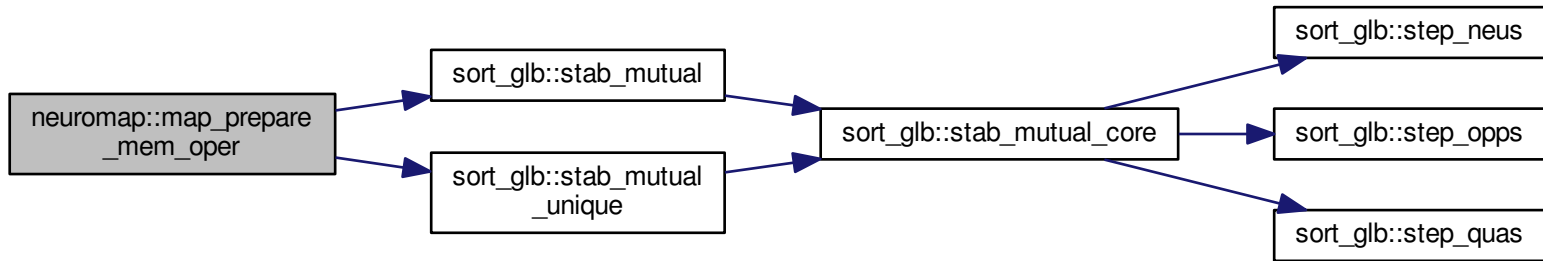 neuromap::map_prepare
_mem_oper
sort_glb::stab_mutual
sort_glb::stab_mutual
_unique
sort_glb::stab_mutual_core
sort_glb::step_neus
sort_glb::step_opps
sort_glb::step_quas